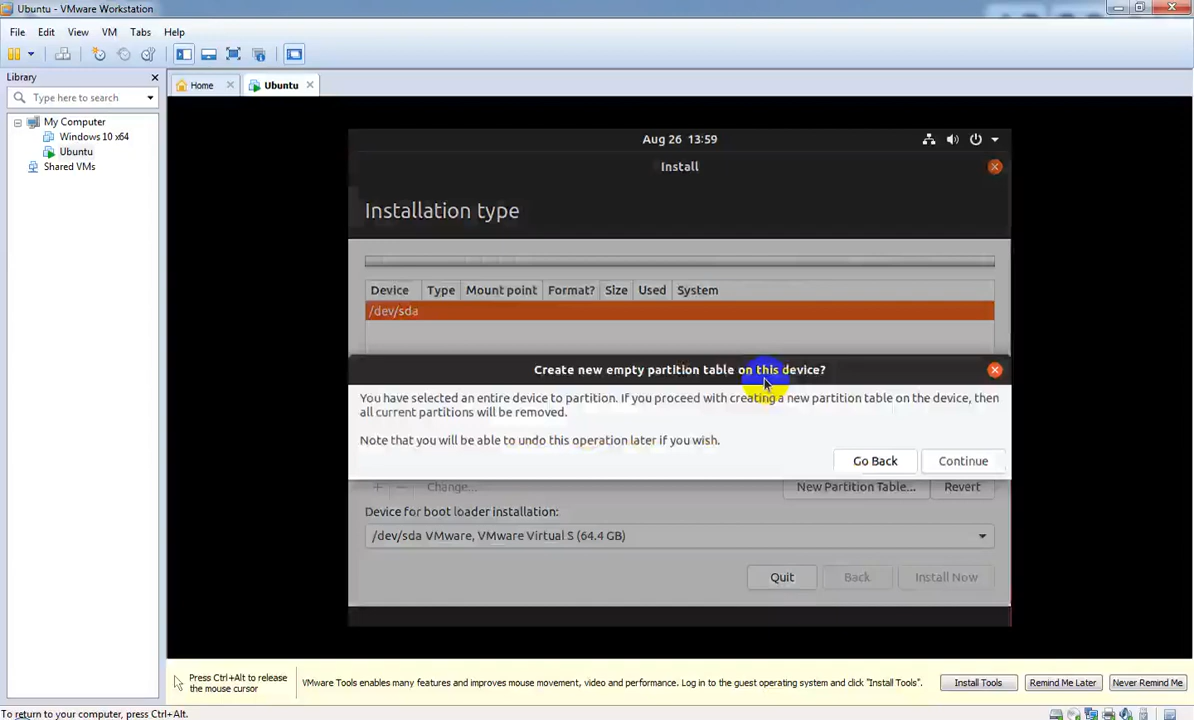 Ubuntu - VMware Workstation
File Edit View VM Tabs Help
Library
Type here to search
My Computer
Windows 10 x64
Ubuntu
Shared VMs
Home
Ubuntu
Aug 26 13:59
Install
Installation type
Device Type Mount point Format? Size Used System
/dev/sda
Create new empty partition table on this device?
You have selected an entire device to partition. If you proceed with creating a new partition table on the device, then
all current partitions will be removed.
Note that you will be able to undo this operation later if you wish.
Go Back Continue
+ − Change... New Partition Table... Revert
Device for boot loader installation:
/dev/sda VMware, VMware Virtual S (64.4 GB)
Quit Back Install Now
Press Ctrl+Alt to release
the mouse cursor
VMware Tools enables many features and improves mouse movement, video and performance. Log in to the guest operating system and click "Install Tools".
Install Tools Remind Me Later Never Remind Me
To return to your computer, press Ctrl+Alt.